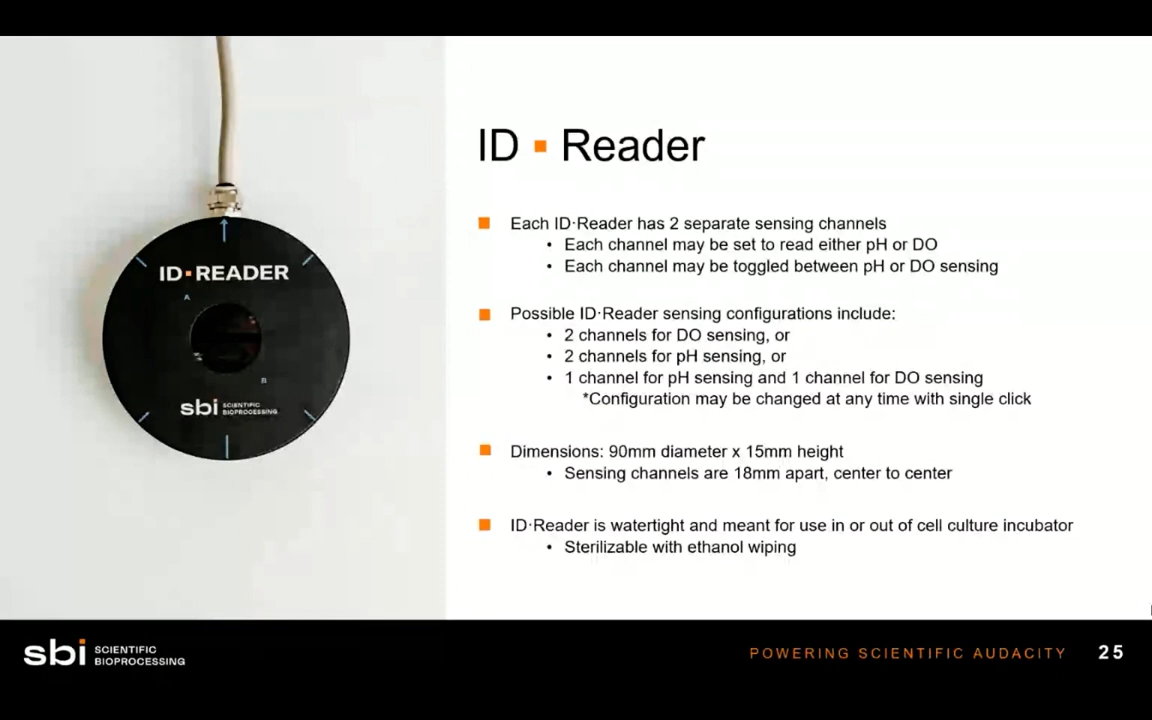 ID▪READER
A
B
sbi SCIENTIFIC
BIOPROCESSING
ID ▪ Reader
Each ID·Reader has 2 separate sensing channels
• Each channel may be set to read either pH or DO
• Each channel may be toggled between pH or DO sensing
Possible ID·Reader sensing configurations include:
• 2 channels for DO sensing, or
• 2 channels for pH sensing, or
• 1 channel for pH sensing and 1 channel for DO sensing
*Configuration may be changed at any time with single click
Dimensions: 90mm diameter x 15mm height
• Sensing channels are 18mm apart, center to center
ID·Reader is watertight and meant for use in or out of cell culture incubator
• Sterilizable with ethanol wiping
sbi SCIENTIFIC
BIOPROCESSING
POWERING SCIENTIFIC AUDACITY 25